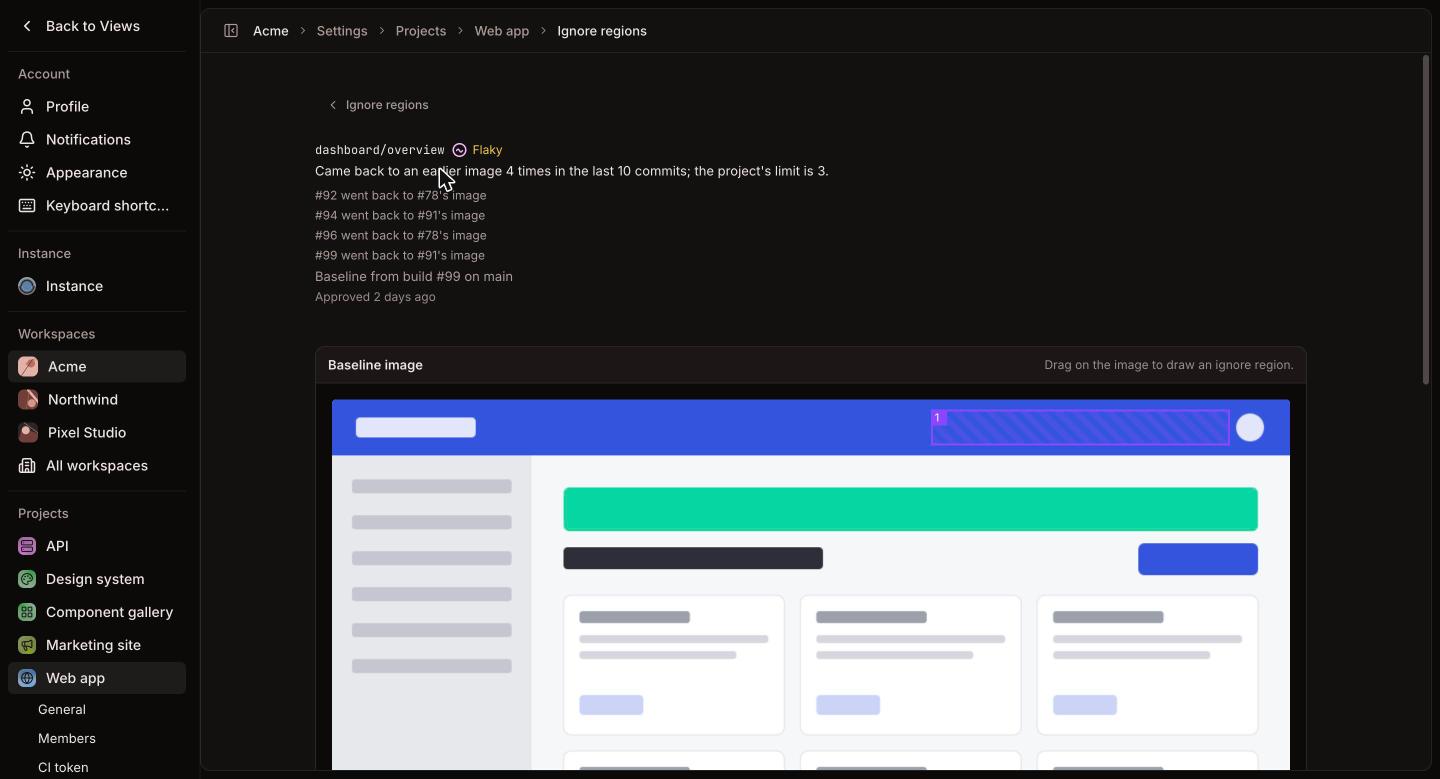 Back to Views
Account
Profile
Notifications
Appearance
Keyboard shortc...
Instance
Instance
Workspaces
Acme
Northwind
Pixel Studio
All workspaces
Projects
API
Design system
Component gallery
Marketing site
Web app
General
Members
CI token
Acme > Settings > Projects > Web app > Ignore regions
Ignore regions
dashboard/overview Flaky
Came back to an earlier image 4 times in the last 10 commits; the project's limit is 3.
#92 went back to #78's image
#94 went back to #91's image
#96 went back to #78's image
#99 went back to #91's image
Baseline from build #99 on main
Approved 2 days ago
Baseline image
Drag on the image to draw an ignore region.
1